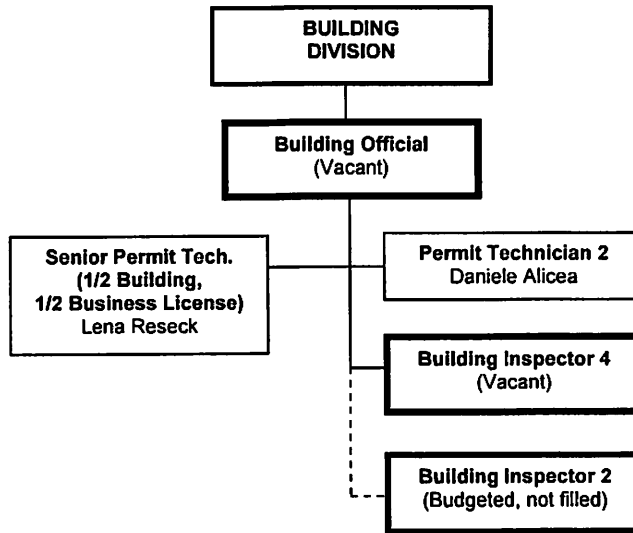 BUILDING
DIVISION
Building Official
(Vacant)
Senior Permit Tech.
(1/2 Building,
1/2 Business License)
Lena Reseck
Permit Technician 2
Daniele Alicea
Building Inspector 4
(Vacant)
Building Inspector 2
(Budgeted, not filled)